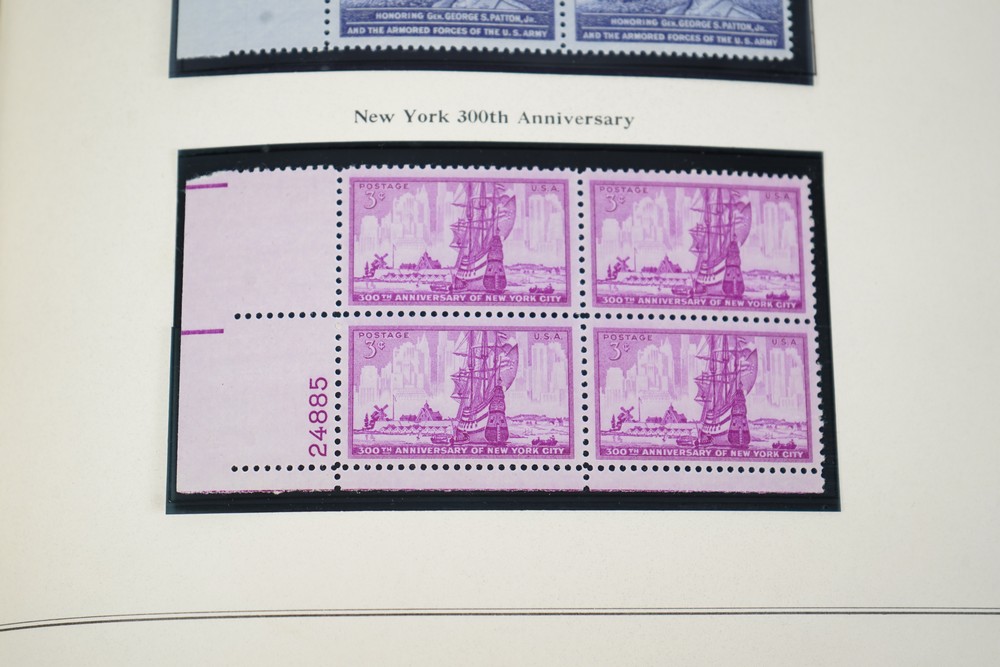 HONORING GEN. GEORGE S. PATTON, JR.
AND THE ARMORED FORCES OF THE U.S. ARMY
HONORING GEN. GEORGE S. PATTON, JR.
AND THE ARMORED FORCES OF THE U.S. ARMY
New York 300th Anniversary
POSTAGE U.S.A.
3¢
300TH ANNIVERSARY OF NEW YORK CITY
POSTAGE U.S.A.
3¢
300TH ANNIVERSARY OF NEW YORK CITY
POSTAGE U.S.A.
3¢
300TH ANNIVERSARY OF NEW YORK CITY
POSTAGE U.S.A.
3¢
300TH ANNIVERSARY OF NEW YORK CITY
24885